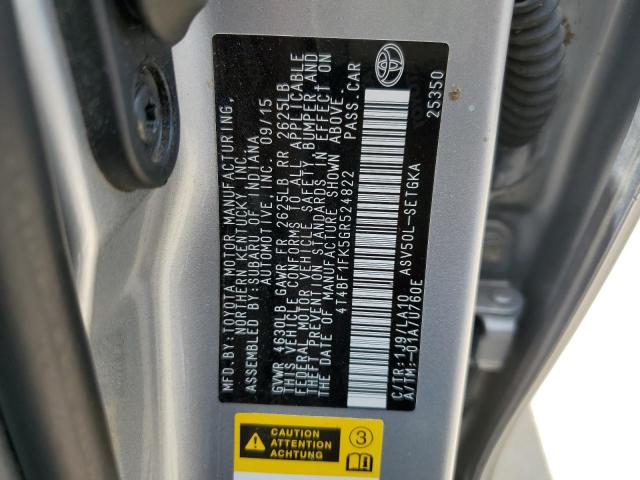 MFD.BY:TOYOTA MOTOR MANUFACTURING,
NORTHERN KENTUCKY, INC.
ASSEMBLED BY:SUBARU OF INDIANA
AUTOMOTIVE, INC. 09/15
GVWR 4630LB GAWR FR 2625LB RR 2625LB
THIS VEHICLE CONFORMS TO ALL APPLICABLE
FEDERAL MOTOR VEHICLE SAFETY, BUMPER,AND
THEFT PREVENTION STANDARDS IN EFFECT ON
THE DATE OF MANUFACTURE SHOWN ABOVE.
4T4BF1FK5GR524822 PASS.CAR
C/TR:1J9/LA10 ASV50L-SETGKA
A/TM:-01A/U760E 25350
CAUTION
ATTENTION
ACHTUNG
3